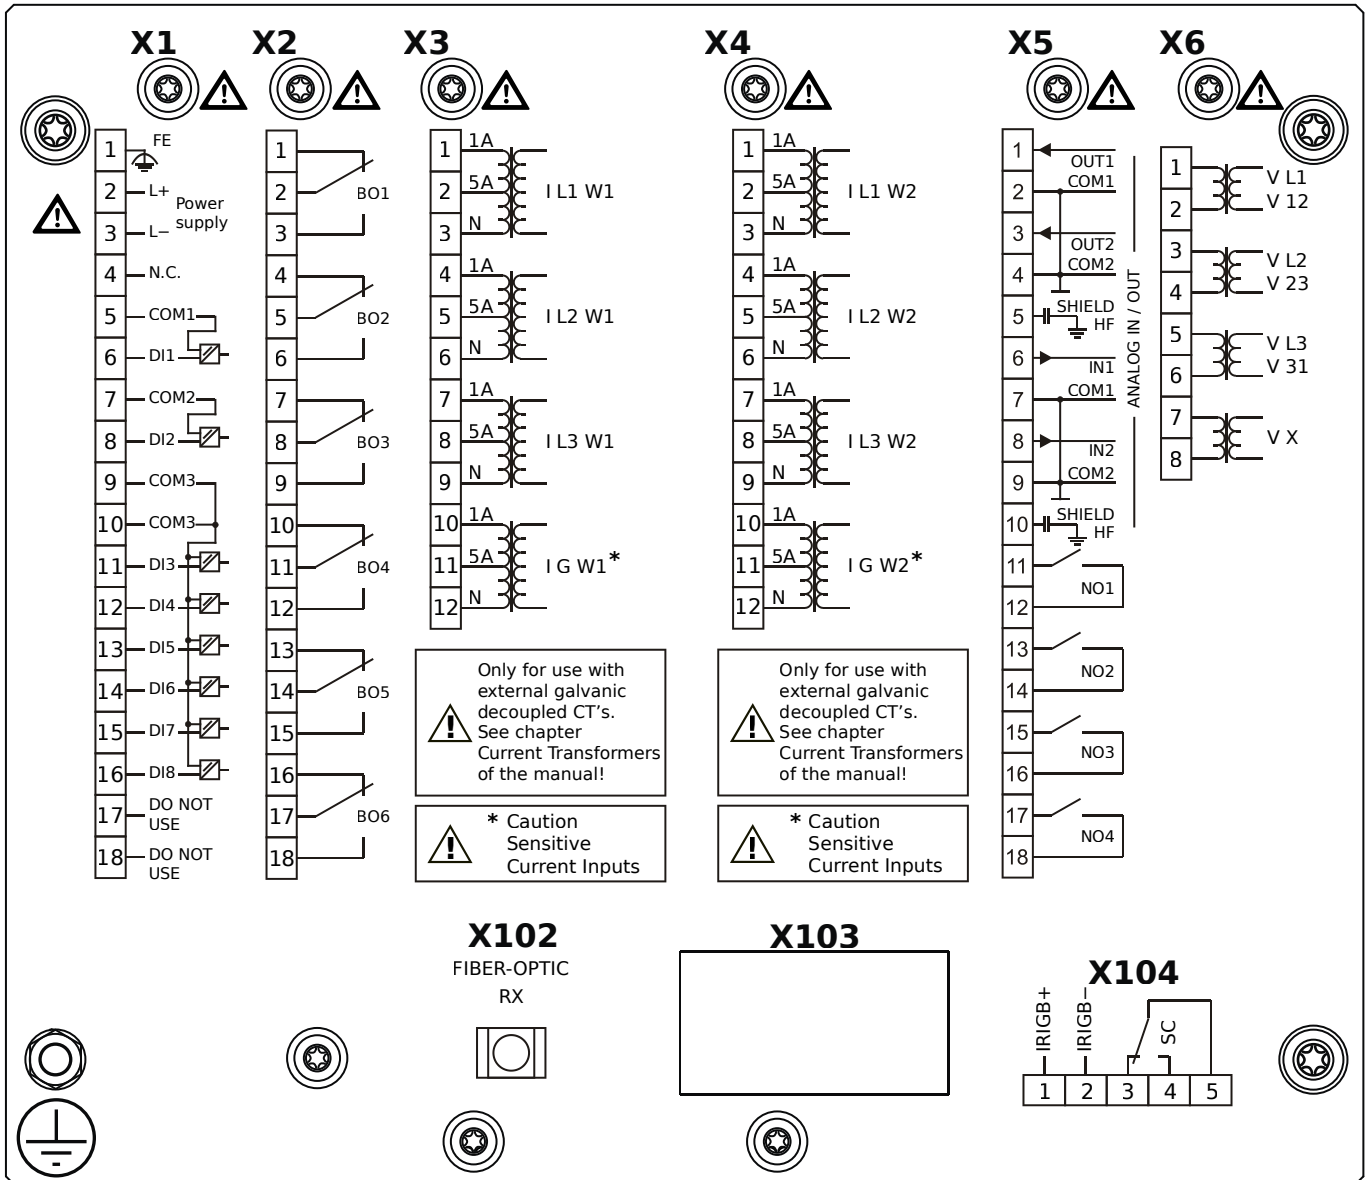 X1
1 FE
2 L+
Power
supply
3 L−
4 N.C.
5 COM1
6 DI1
7 COM2
8 DI2
9 COM3
10 COM3
11 DI3
12 DI4
13 DI5
14 DI6
15 DI7
16 DI8
17 DO NOT
USE
18 DO NOT
USE
X2
1
2 BO1
3
4
5 BO2
6
7
8 BO3
9
10
11 BO4
12
13
14 BO5
15
16
17 BO6
18
X3
1 1A
2 5A I L1 W1
3 N
4 1A
5 5A I L2 W1
6 N
7 1A
8 5A I L3 W1
9 N
10 1A
11 5A I G W1*
12 N
Only for use with
external galvanic
decoupled CT’s.
See chapter
Current Transformers
of the manual!
* Caution
Sensitive
Current Inputs
X4
1 1A
2 5A I L1 W2
3 N
4 1A
5 5A I L2 W2
6 N
7 1A
8 5A I L3 W2
9 N
10 1A
11 5A I G W2*
12 N
Only for use with
external galvanic
decoupled CT’s.
See chapter
Current Transformers
of the manual!
* Caution
Sensitive
Current Inputs
X5
1 OUT1
2 COM1
3 OUT2
4 COM2
5 SHIELD
HF
6 IN1
7 COM1
8 IN2
9 COM2
10 SHIELD
HF
ANALOG IN / OUT
11
NO1
12
13
NO2
14
15
NO3
16
17
NO4
18
X6
1 V L1
2 V 12
3 V L2
4 V 23
5 V L3
6 V 31
7
V X
8
X102
FIBER-OPTIC
RX
X103
X104
IRIGB+
IRIGB−
SC
1 2 3 4 5